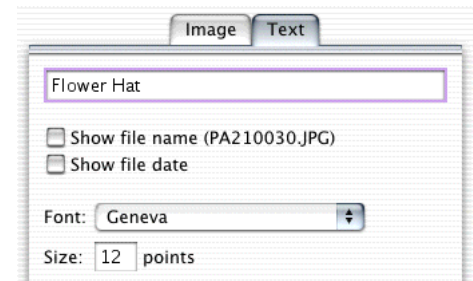 Image Text
Flower Hat
Show file name (PA210030.JPG)
Show file date
Font: Geneva
Size: 12 points